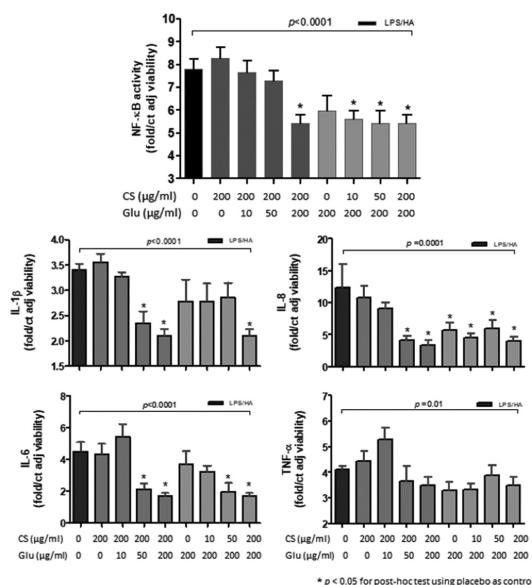 p<0.0001
LPS/HA
NF-κB activity
(fold/ct adj viability)
9
8
7
6
5
4
3
* * * *
CS (µg/ml) 0 200 200 200 200 0 10 50 200
Glu (µg/ml) 0 0 10 50 200 200 200 200 200
p<0.0001
LPS/HA
IL-1β
(fold/ct adj viability)
4.0
3.5
3.0
2.5
2.0
1.5
* * *
p =0.0001
LPS/HA
IL-8
(fold/ct adj viability)
20
15
10
5
0
* * * * * *
p<0.0001
LPS/HA
IL-6
(fold/ct adj viability)
8
6
4
2
0
* * * *
p =0.01
LPS/HA
TNF-α
(fold/ct adj viability)
7
6
5
4
3
2
CS (µg/ml) 0 200 200 200 200 0 10 50 200
Glu (µg/ml) 0 0 10 50 200 200 200 200 200
CS (µg/ml) 0 200 200 200 200 0 10 50 200
Glu (µg/ml) 0 0 10 50 200 200 200 200 200
* p < 0.05 for post-hoc test using placebo as control